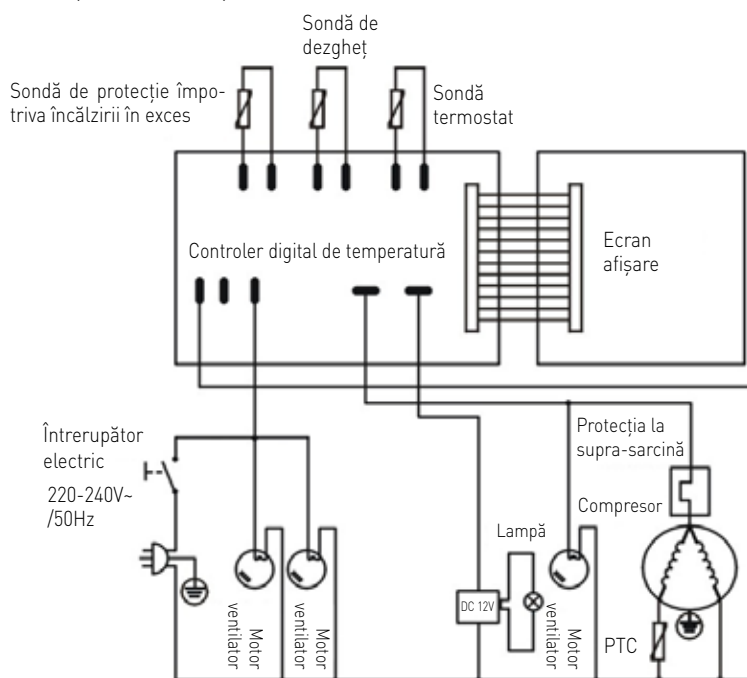 Sondă de
dezgheț
Sondă de protecție împo-
triva încălzirii în exces
Sondă
termostat
Controler digital de temperatură
Ecran
afișare
Întrerupător
electric
220-240V~
/50Hz
Protecția la
supra-sarcină
Compresor
Lampă
DC 12V
Motor
ventilator
Motor
ventilator
Motor
ventilator
PTC